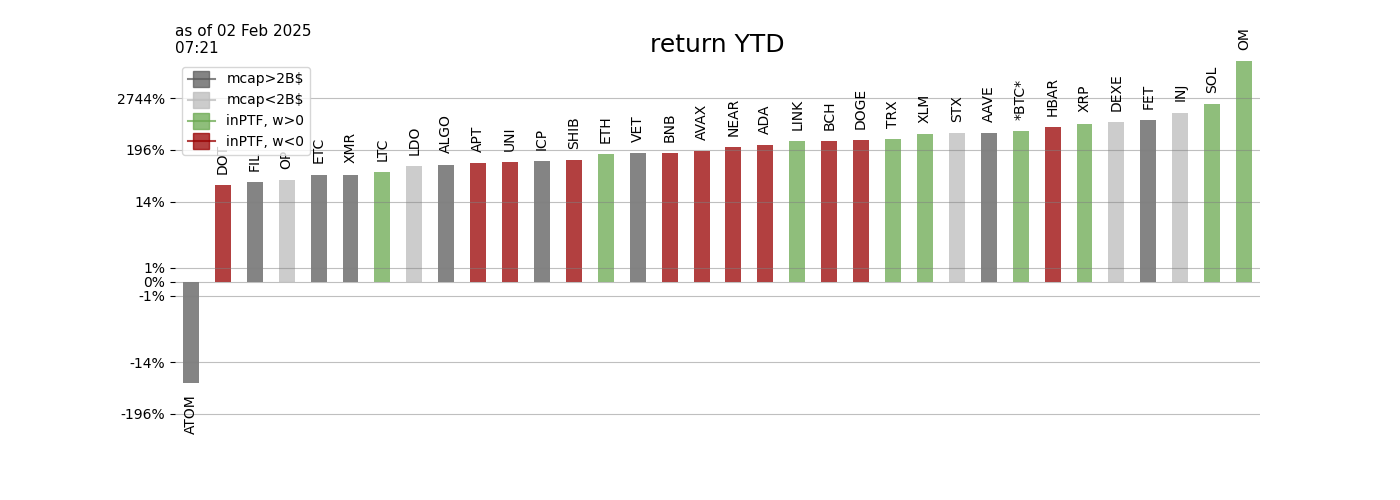 as of 02 Feb 2025
07:21
return YTD
mcap>2B$
mcap<2B$
inPTF, w>0
inPTF, w<0
2744%
196%
14%
1%
0%
-1%
-14%
-196%
ATOM
FIL
ETC
XMR
LTC
LDO
ALGO
APT
UNI
ICP
SHIB
ETH
VET
BNB
AVAX
NEAR
ADA
LINK
BCH
DOGE
TRX
XLM
STX
AAVE
*BTC*
HBAR
XRP
DEXE
FET
INJ
SOL
OM